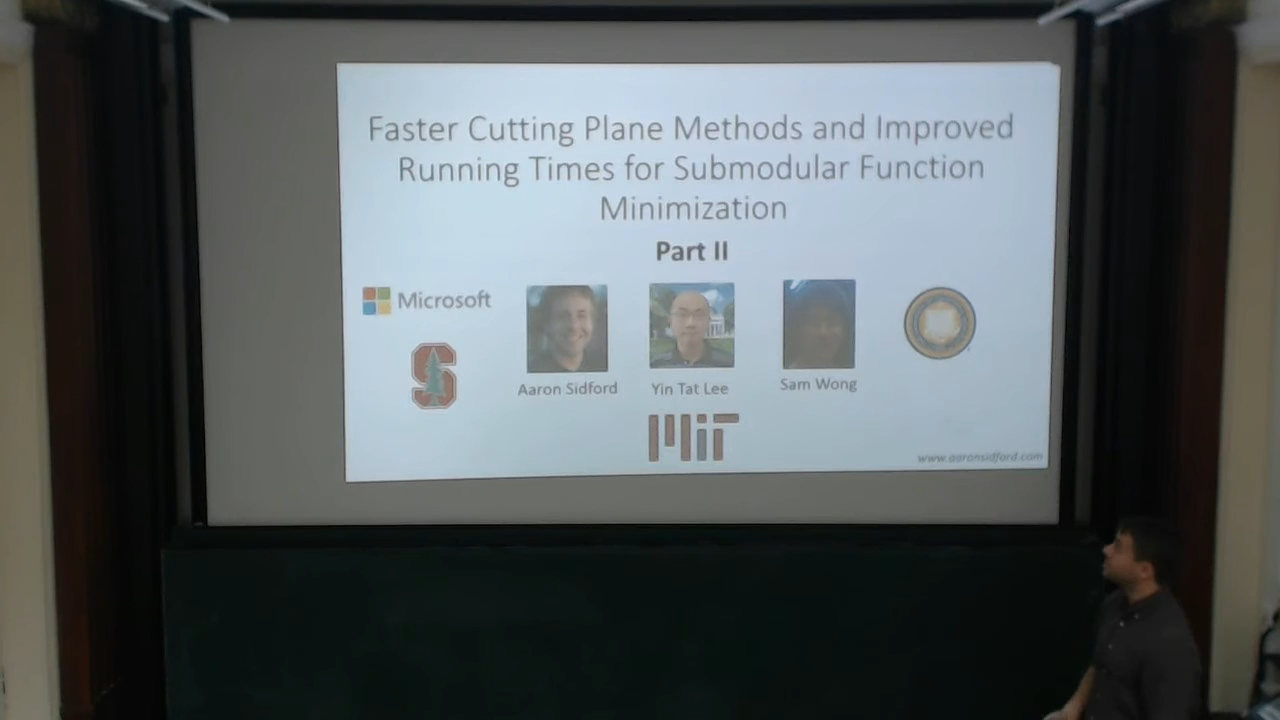 Faster Cutting Plane Methods and Improved
Running Times for Submodular Function
Minimization
Part II
Microsoft
S
Aaron Sidford
Yin Tat Lee
Sam Wong
MIT
www.aaronsidford.com